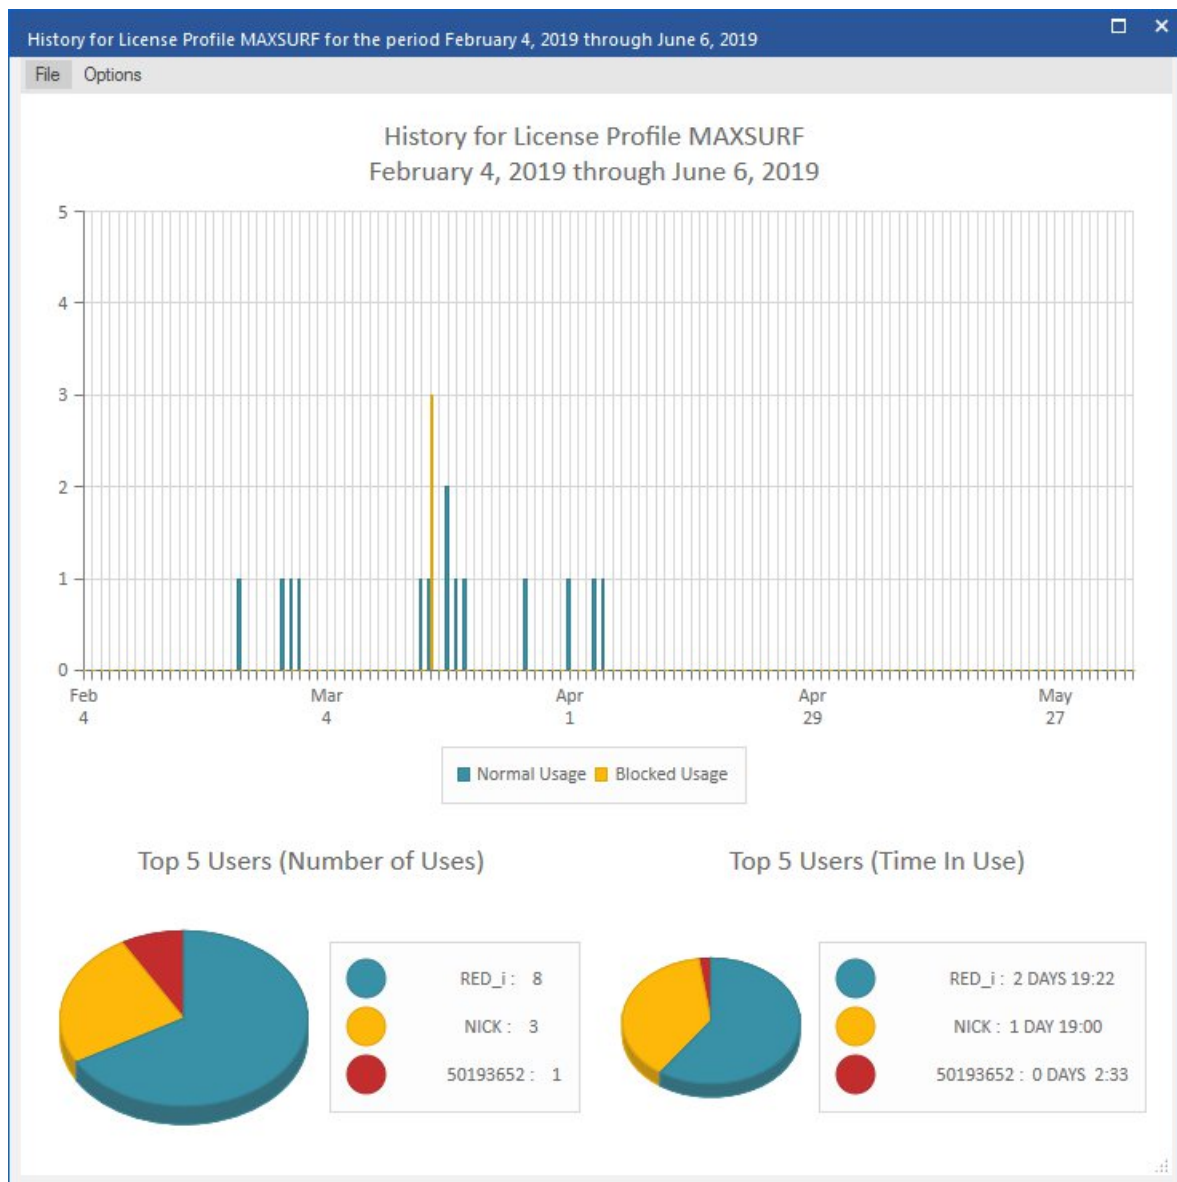 History for License Profile MAXSURF for the period February 4, 2019 through June 6, 2019
File Options
History for License Profile MAXSURF
February 4, 2019 through June 6, 2019
5
4
3
2
1
0
Feb Mar Apr Apr May
4 4 1 29 27
Normal Usage Blocked Usage
Top 5 Users (Number of Uses)
RED_i : 8
NICK : 3
50193652 : 1
Top 5 Users (Time In Use)
RED_i : 2 DAYS 19:22
NICK : 1 DAY 19:00
50193652 : 0 DAYS 2:33